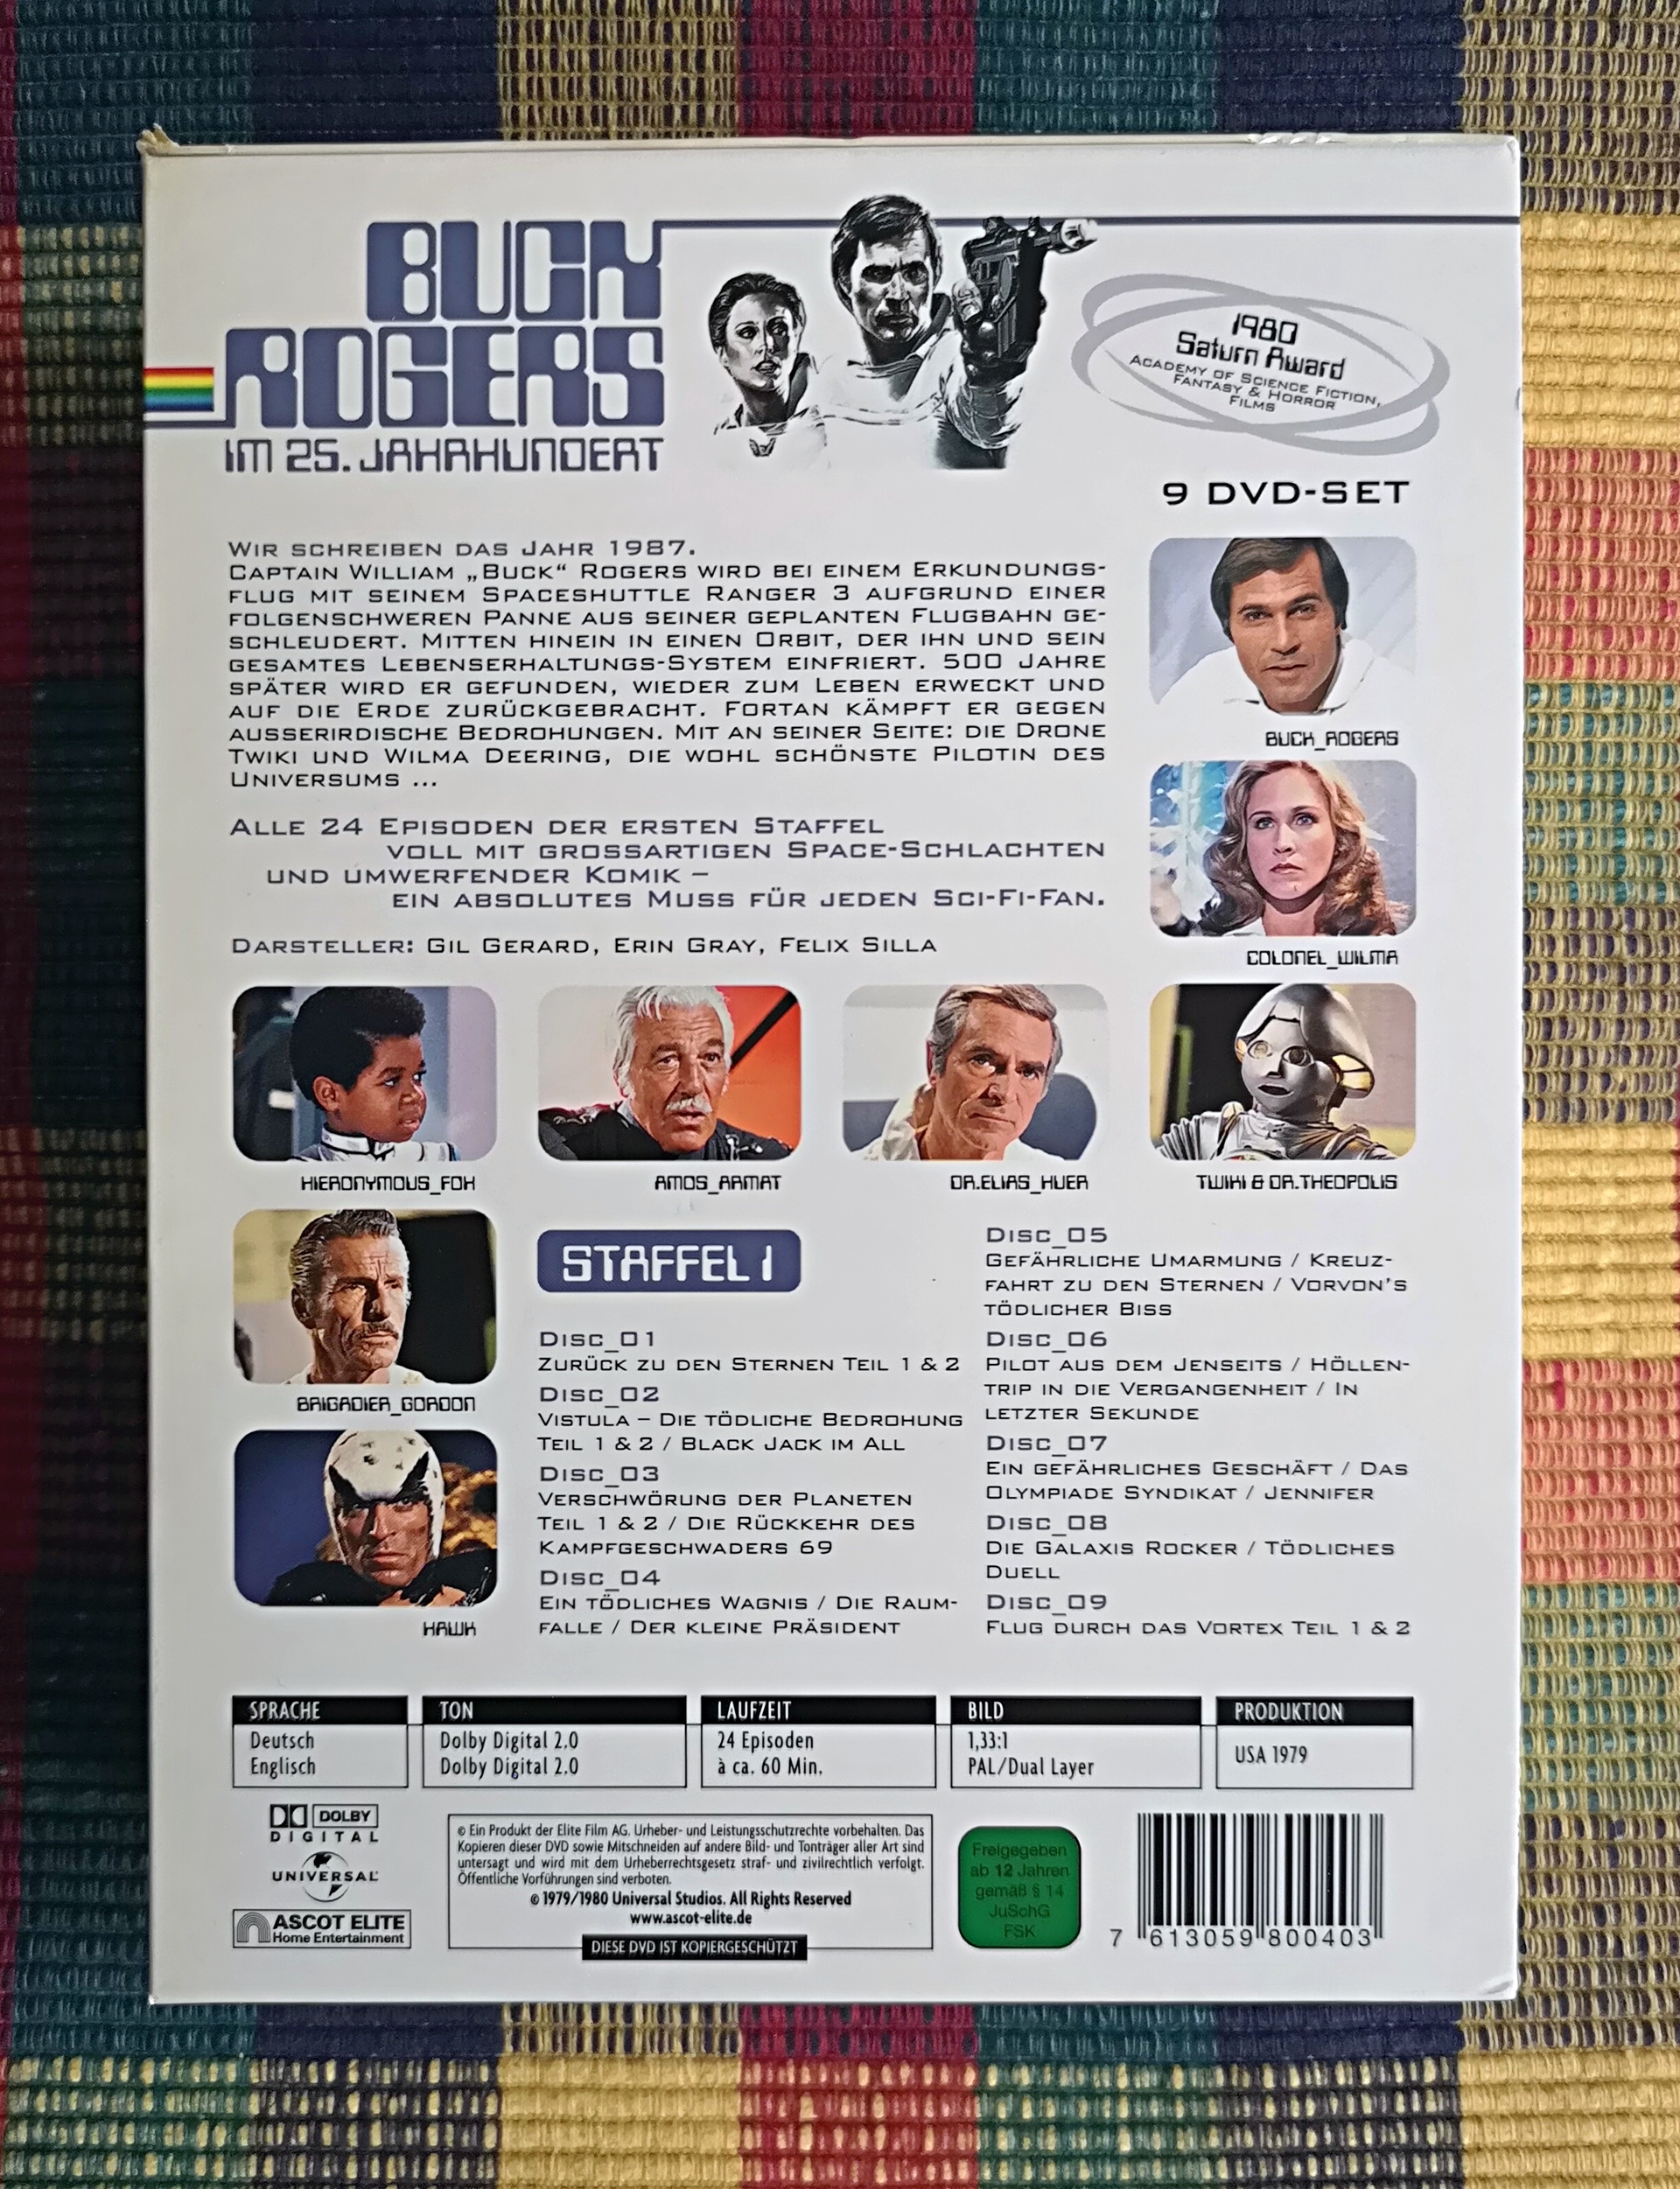 BUCK
ROGERS
IM 25. JAHRHUNDERT
1980
Saturn Award
ACADEMY OF SCIENCE FICTION,
FANTASY & HORROR
FILMS
9 DVD-SET
WIR SCHREIBEN DAS JAHR 1987.
CAPTAIN WILLIAM „BUCK“ ROGERS WIRD BEI EINEM ERKUNDUNGS-
FLUG MIT SEINEM SPACESHUTTLE RANGER 3 AUFGRUND EINER
FOLGENSCHWEREN PANNE AUS SEINER GEPLANTEN FLUGBAHN GE-
SCHLEUDERT. MITTEN HINEIN IN EINEN ORBIT, DER IHN UND SEIN
GESAMTES LEBENSERHALTUNGS-SYSTEM EINFRIERT. 500 JAHRE
SPÄTER WIRD ER GEFUNDEN, WIEDER ZUM LEBEN ERWECKT UND
AUF DIE ERDE ZURÜCKGEBRACHT. FORTAN KÄMPFT ER GEGEN
AUSSERIRDISCHE BEDROHUNGEN. MIT AN SEINER SEITE: DIE DRONE
TWIKI UND WILMA DEERING, DIE WOHL SCHÖNSTE PILOTIN DES
UNIVERSUMS ...
ALLE 24 EPISODEN DER ERSTEN STAFFEL
VOLL MIT GROSSARTIGEN SPACE-SCHLACHTEN
UND UMWERFENDER KOMIK –
EIN ABSOLUTES MUSS FÜR JEDEN SCI-FI-FAN.
DARSTELLER: GIL GERARD, ERIN GRAY, FELIX SILLA
BUCK_ROGERS
COLONEL_WILMA
HIERONYMOUS_FOX
AMOS_ARMAT
DR.ELIAS_HUER
TWIKI & DR.THEOPOLIS
BRIGADIER_GORDON
HAWK
STAFFEL 1
DISC_01
ZURÜCK ZU DEN STERNEN TEIL 1 & 2
DISC_02
VISTULA – DIE TÖDLICHE BEDROHUNG
TEIL 1 & 2 / BLACK JACK IM ALL
DISC_03
VERSCHWÖRUNG DER PLANETEN
TEIL 1 & 2 / DIE RÜCKKEHR DES
KAMPFGESCHWADERS 69
DISC_04
EIN TÖDLICHES WAGNIS / DIE RAUM-
FALLE / DER KLEINE PRÄSIDENT
DISC_05
GEFÄHRLICHE UMARMUNG / KREUZ-
FAHRT ZU DEN STERNEN / VORVON'S
TÖDLICHER BISS
DISC_06
PILOT AUS DEM JENSEITS / HÖLLEN-
TRIP IN DIE VERGANGENHEIT / IN
LETZTER SEKUNDE
DISC_07
EIN GEFÄHRLICHES GESCHÄFT / DAS
OLYMPIADE SYNDIKAT / JENNIFER
DISC_08
DIE GALAXIS ROCKER / TÖDLICHES
DUELL
DISC_09
FLUG DURCH DAS VORTEX TEIL 1 & 2
SPRACHE
Deutsch
Englisch
TON
Dolby Digital 2.0
Dolby Digital 2.0
LAUFZEIT
24 Episoden
à ca. 60 Min.
BILD
1,33:1
PAL/Dual Layer
PRODUKTION
USA 1979
DOLBY
DIGITAL
UNIVERSAL
ASCOT ELITE
Home Entertainment
© Ein Produkt der Elite Film AG. Urheber- und Leistungsschutzrechte vorbehalten. Das
Kopieren dieser DVD sowie Mitschneiden auf andere Bild- und Tonträger aller Art sind
untersagt und wird mit dem Urheberrechtsgesetz straf- und zivilrechtlich verfolgt.
Öffentliche Vorführungen sind verboten.
© 1979/1980 Universal Studios. All Rights Reserved
www.ascot-elite.de
DIESE DVD IST KOPIERGESCHÜTZT
Freigegeben
ab 12 Jahren
gemäß § 14
JuSchG
FSK
7 613059 800403